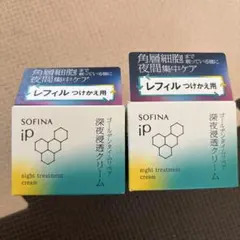 角層細胞
まで
夜間集中ケア
レフィル つけかえ用
SOFINA
iP
深夜浸透クリーム
night treatment
cream
角層細胞
まで
夜間集中ケア
レフィル つけかえ用
SOFINA
iP
深夜浸透クリーム
night treatment
cream